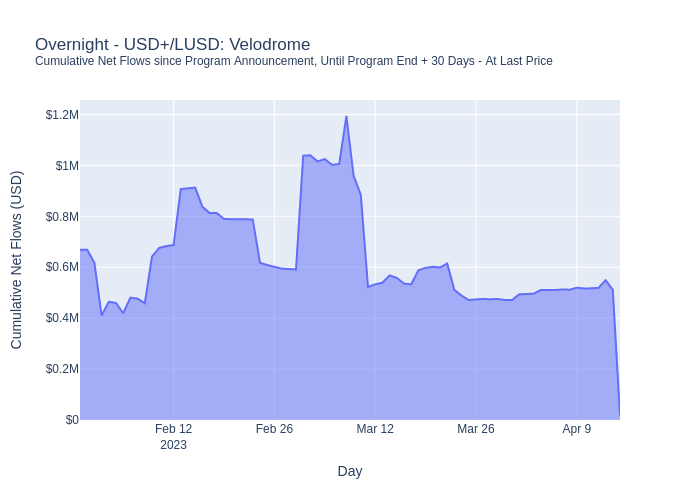 Overnight - USD+/LUSD: Velodrome
Cumulative Net Flows since Program Announcement, Until Program End + 30 Days - At Last Price
Cumulative Net Flows (USD)
$1.2M
$1M
$0.8M
$0.6M
$0.4M
$0.2M
$0
Feb 12 Feb 26 Mar 12 Mar 26 Apr 9
2023
Day